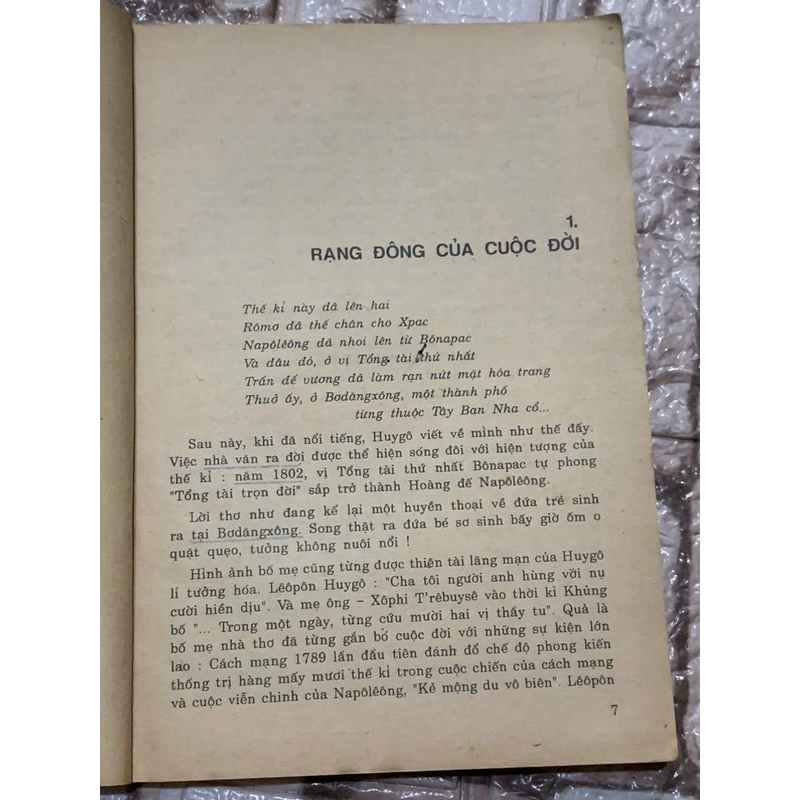 1.
RẠNG ĐÔNG CỦA CUỘC ĐỜI
Thế kỉ này đã lên hai
Rômơ đã thế chân cho Xpac
Napôlêông đã nhoi lên từ Bônapac
Và đâu đó, ở vị Tổng tài thứ nhất
Trấn đế vương đã làm rạn nứt mặt hóa trang
Thuở ấy, ở Bơdăngxông, một thành phố
từng thuộc Tây Ban Nha cổ...
Sau này, khi đã nổi tiếng, Huygô viết về mình như thế đấy.
Việc nhà văn ra đời được thể hiện sóng đôi với hiện tượng của
thế kỉ : năm 1802, vị Tổng tài thứ nhất Bônapac tự phong
"Tổng tài trọn đời" sắp trở thành Hoàng đế Napôlêông.
Lời thơ như đang kể lại một huyền thoại về đứa trẻ sinh
ra tại Bơdăngxông. Song thật ra đứa bé sơ sinh bấy giờ ốm o
quặt quẹo, tưởng không nuôi nổi !
Hình ảnh bố mẹ cũng từng được thiên tài lãng mạn của Huygô
lí tưởng hóa. Lêôpôn Huygô : "Cha tôi người anh hùng với nụ
cười hiền dịu". Và mẹ ông – Xôphi T'rêbuysê vào thời kì Khủng
bố "... Trong một ngày, từng cứu mười hai vị thầy tu". Quả là
bố mẹ nhà thơ đã từng gắn bó cuộc đời với những sự kiện lớn
lao : Cách mạng 1789 lần đầu tiên đánh đổ chế độ phong kiến
thống trị hàng mấy mươi thế kỉ trong cuộc chiến của cách mạng
và cuộc viễn chinh của Napôlêông, "Kẻ mộng du vô biên". Lêôpôn
7